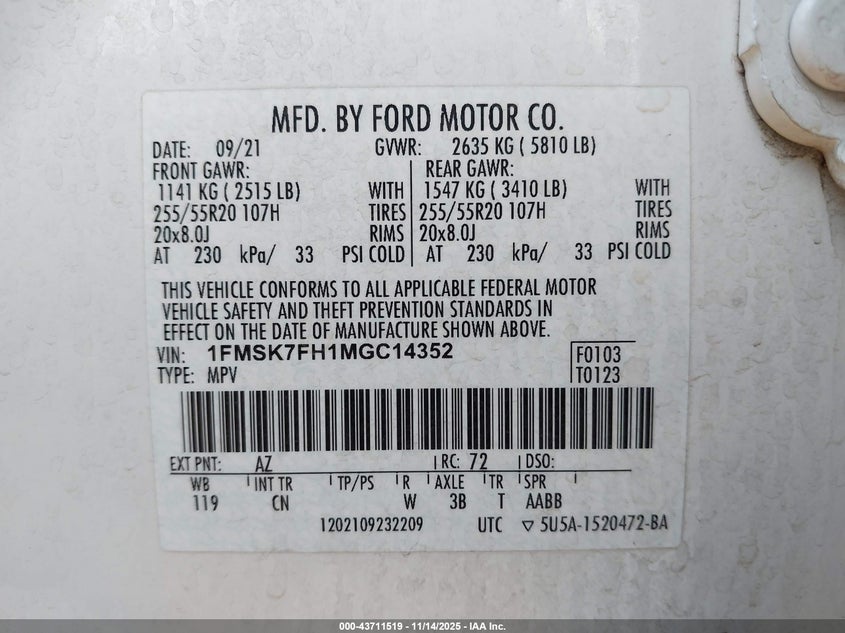 MFD. BY FORD MOTOR CO.
DATE: 09/21 GVWR: 2635 KG ( 5810 LB)
FRONT GAWR: REAR GAWR:
1141 KG ( 2515 LB) WITH 1547 KG ( 3410 LB) WITH
255/55R20 107H TIRES 255/55R20 107H TIRES
20x8.0J RIMS 20x8.0J RIMS
AT 230 kPa/ 33 PSI COLD AT 230 kPa/ 33 PSI COLD
THIS VEHICLE CONFORMS TO ALL APPLICABLE FEDERAL MOTOR
VEHICLE SAFETY AND THEFT PREVENTION STANDARDS IN
EFFECT ON THE DATE OF MANUFACTURE SHOWN ABOVE.
VIN: 1FMSK7FH1MGC14352 F0103
TYPE: MPV T0123
EXT PNT: AZ RC: 72 DSO:
WB INT TR TP/PS R AXLE TR SPR
119 CN W 3B T AABB
1202109232209 UTC ▽ 5U5A-1520472-BA
000-43711519 - 11/14/2025 - IAA Inc.